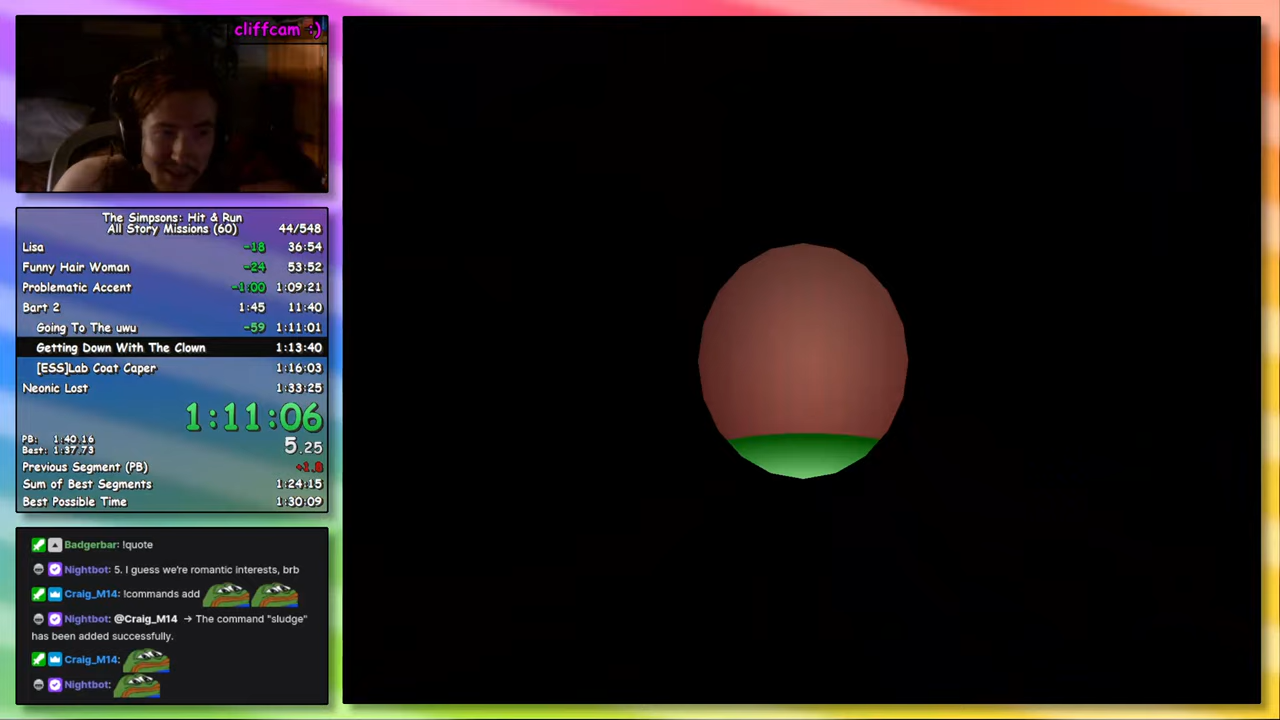 cliffcam :)
The Simpsons: Hit & Run
All Story Missions (60) 44/548
Lisa -18 36:54
Funny Hair Woman -24 53:52
Problematic Accent -1:00 1:09:21
Bart 2 1:45 11:40
Going To The uwu -59 1:11:01
Getting Down With The Clown 1:13:40
[ESS]Lab Coat Caper 1:16:03
Neonic Lost 1:33:25
1:11:06
PB: 1:40.16
Best: 1:37.73
5.25
Previous Segment (PB) +1.8
Sum of Best Segments 1:24:15
Best Possible Time 1:30:09
Badgerbar: !quote
Nightbot: 5. I guess we're romantic interests, brb
Craig_M14: !commands add
Nightbot: @Craig_M14 → The command "sludge"
has been added successfully.
Craig_M14:
Nightbot: